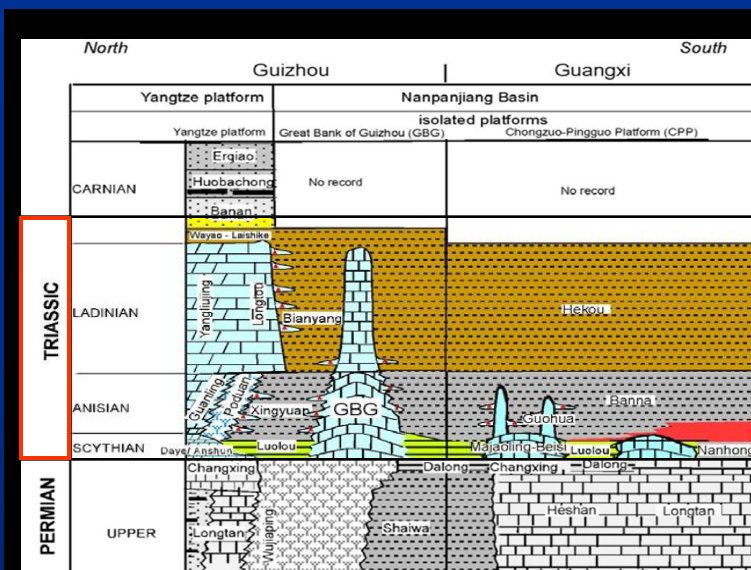 North South
Guizhou Guangxi
Yangtze platform Nanpanjiang Basin
isolated platforms
Yangtze platform Great Bank of Guizhou (GBG) Chongzuo-Pingguo Platform (CPP)
Erqiao
CARNIAN Huobachong No record No record
Banan
Wayao - Laishike
TRIASSIC
LADINIAN Yangliujing Longtou Bianyang Hekou
ANISIAN Guanling Poduan Xingyuan GBG Guohua Banna
SCYTHIAN Daye/ Anshun Luolou Majaoling-Beisi Luolou Nanhong
Changxing Dalong Changxing Dalong
PERMIAN
UPPER Longtan Wujiaping Shaiwa Heshan Longtan